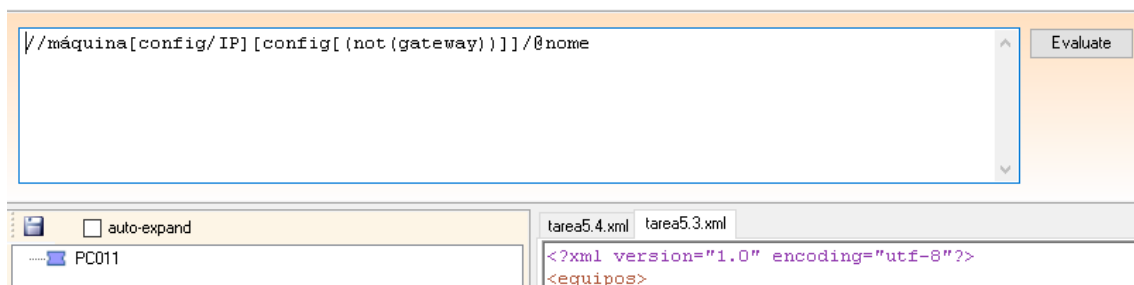 //máquina[config/IP][config[(not(gateway))]]/@nome
Evaluate
auto-expand
tarea5.4.xml
tarea5.3.xml
PC011
<?xml version="1.0" encoding="utf-8"?>
<equipos>